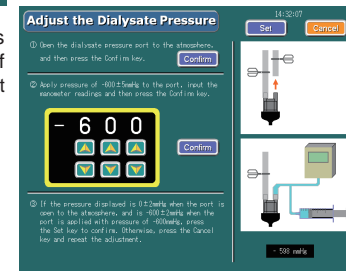 s
f
t
Adjust the Dialysate Pressure
14:32:07
Set
Cancel
① Open the dialysate pressure port to the atmosphere,
and then press the Confirm key.
Confirm
② Apply pressure of -600±5mmHg to the port, input the
manometer readings and then press the Confirm key.
- 6 0 0
Confirm
③ If the pressure displayed is 0±2mmHg when the port is
open to the atmosphere, and is -600±2mmHg when the
port is applied with pressure of -600mmHg, press
the Set key to confirm. Otherwise, press the Cancel
key and repeat the adjustment.
- 598 mmHg